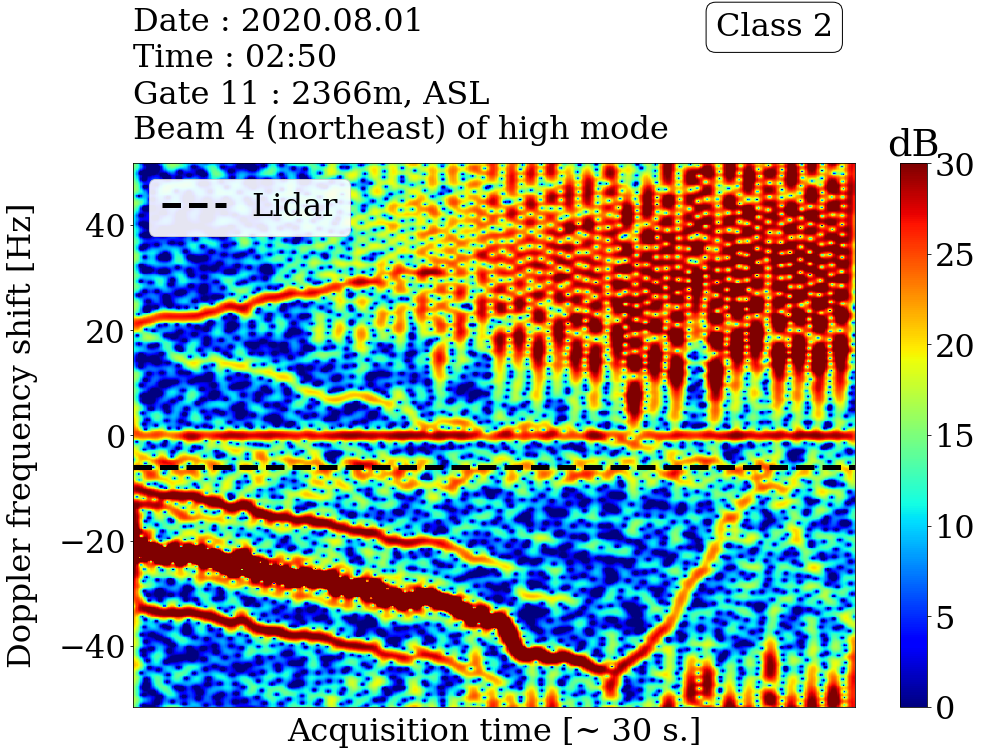 Date : 2020.08.01
Time : 02:50
Gate 11 : 2366m, ASL
Beam 4 (northeast) of high mode
Class 2
dB
Lidar
Doppler frequency shift [Hz]
40
20
0
−20
−40
Acquisition time [~ 30 s.]
30
25
20
15
10
5
0